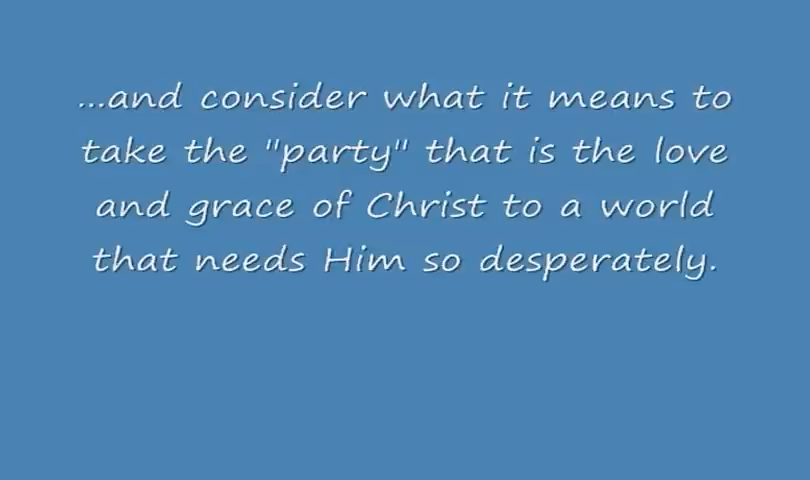 ...and consider what it means to
take the "party" that is the love
and grace of Christ to a world
that needs Him so desperately.